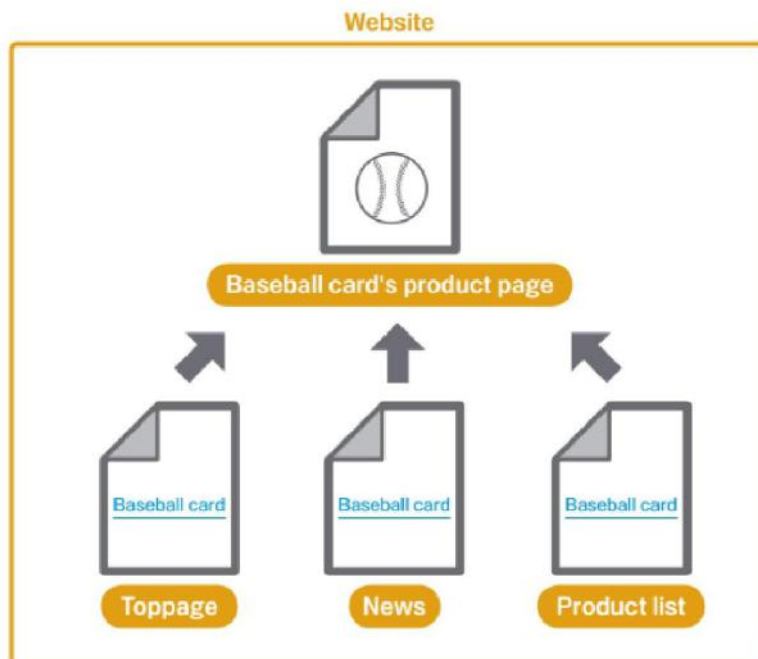 Website
Baseball card's product page
Baseball card
Baseball card
Baseball card
Toppage
News
Product list